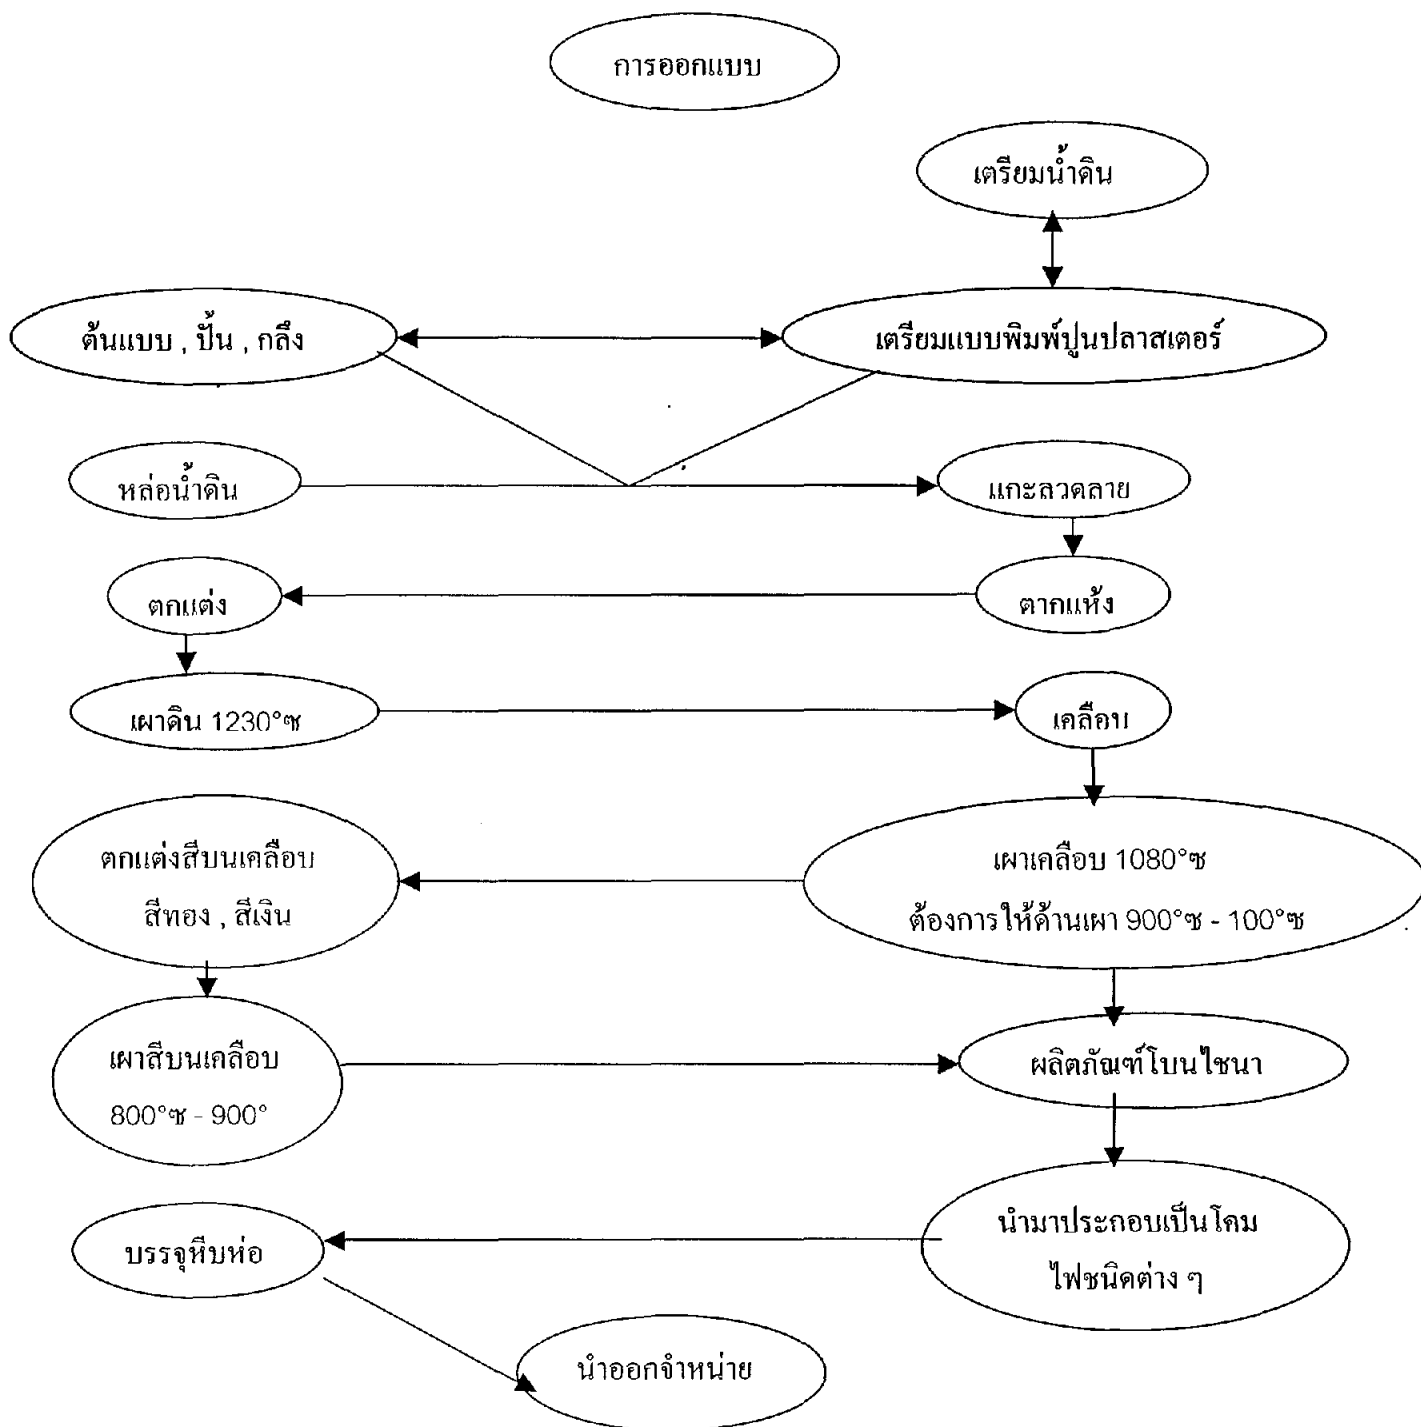 การออกแบบ
เตรียมน้ำดิน
ต้นแบบ , ปั้น , กลึง
เตรียมแบบพิมพ์ปูนปลาสเตอร์
หล่อน้ำดิน
แกะลวดลาย
ตกแต่ง
ตากแห้ง
เผาดิน 1230°ซ
เคลือบ
ตกแต่งสีบนเคลือบ
สีทอง , สีเงิน
เผาเคลือบ 1080°ซ
ต้องการให้ด้านเผา 900°ซ - 100°ซ
เผาสีบนเคลือบ
800°ซ - 900°
ผลิตภัณฑ์โบนไชนา
นำมาประกอบเป็นโคม
ไฟชนิดต่าง ๆ
บรรจุหีบห่อ
นำออกจำหน่าย